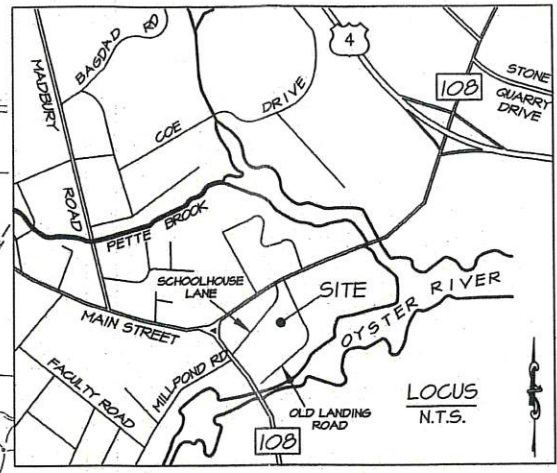 BAGDAD RD
MADBURY
ROAD
4
108
STONE
QUARRY
DRIVE
COE
DRIVE
PETTE BROOK
SCHOOLHOUSE
LANE
SITE
OYSTER RIVER
MAIN STREET
MILLPOND RD
FACULTY ROAD
OLD LANDING
ROAD
108
LOCUS
N.T.S.